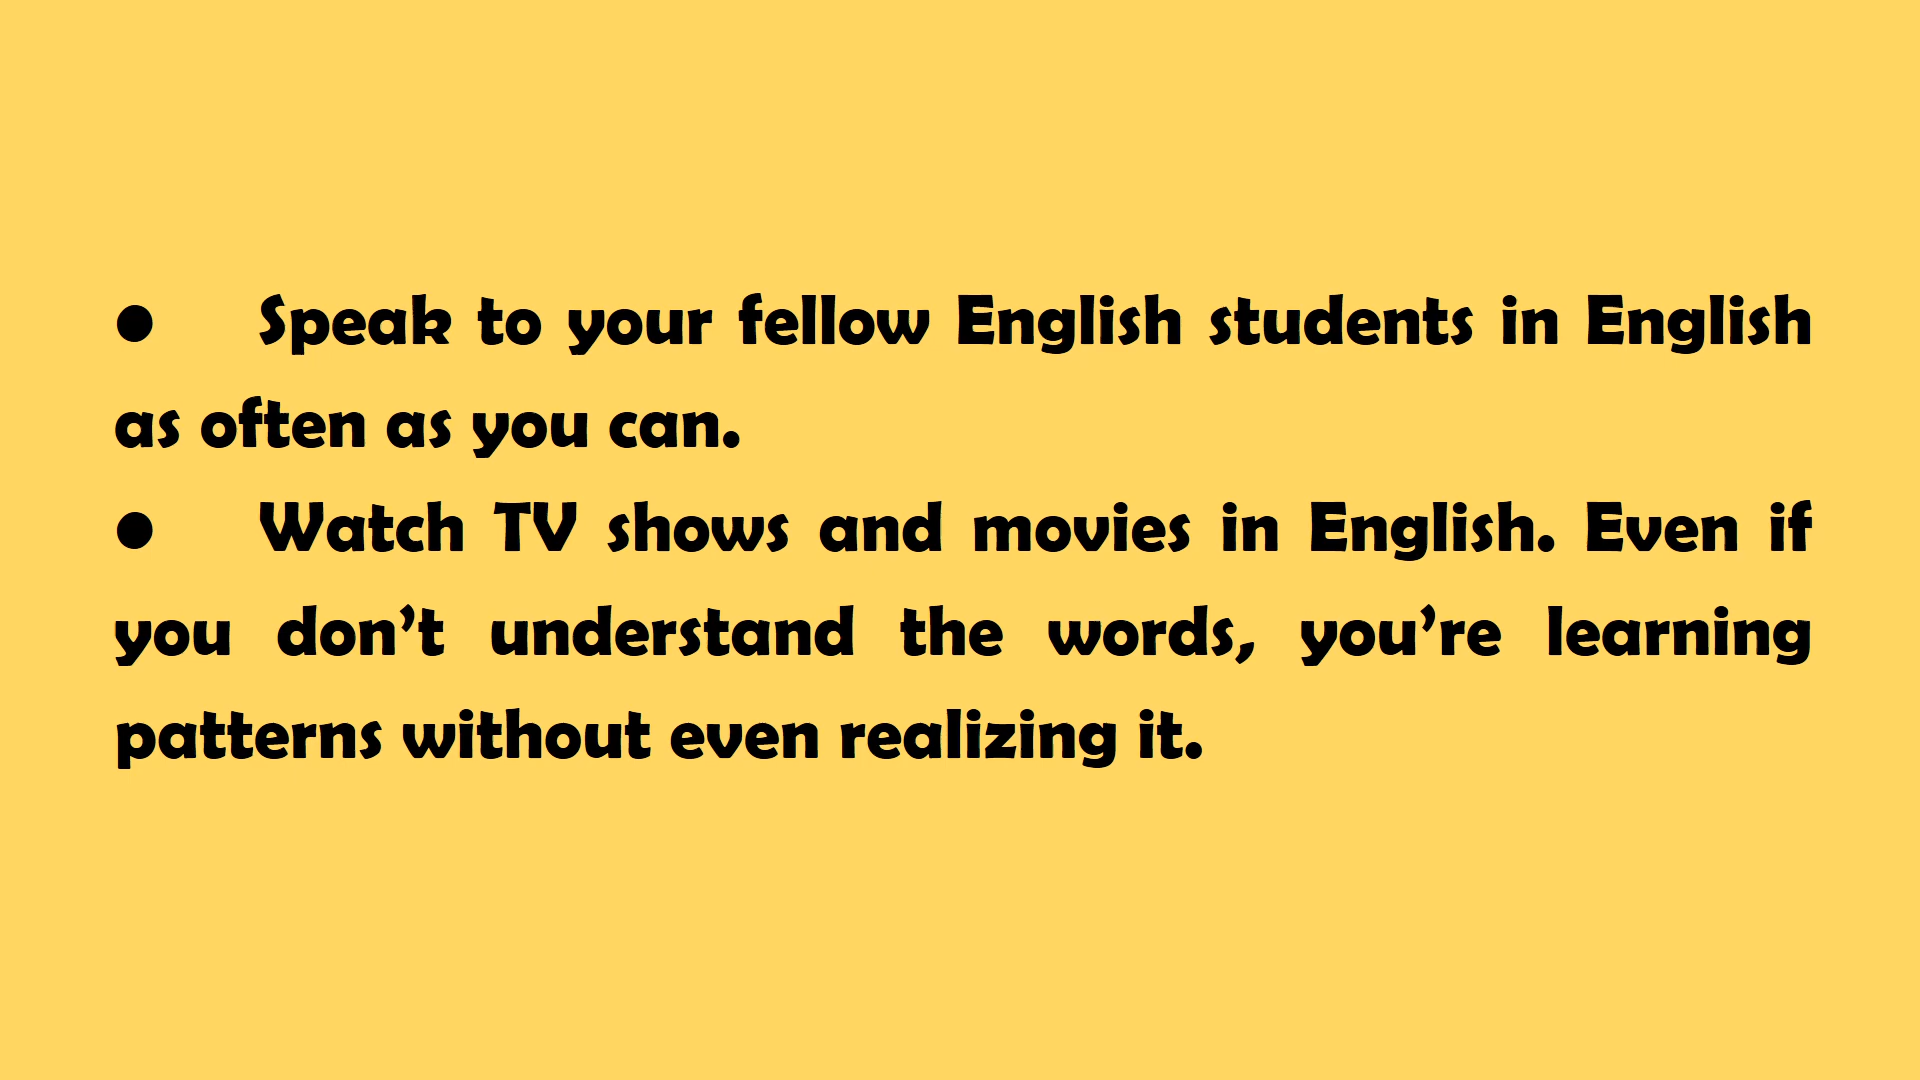 ● Speak to your fellow English students in English
as often as you can.
● Watch TV shows and movies in English. Even if
you don’t understand the words, you’re learning
patterns without even realizing it.